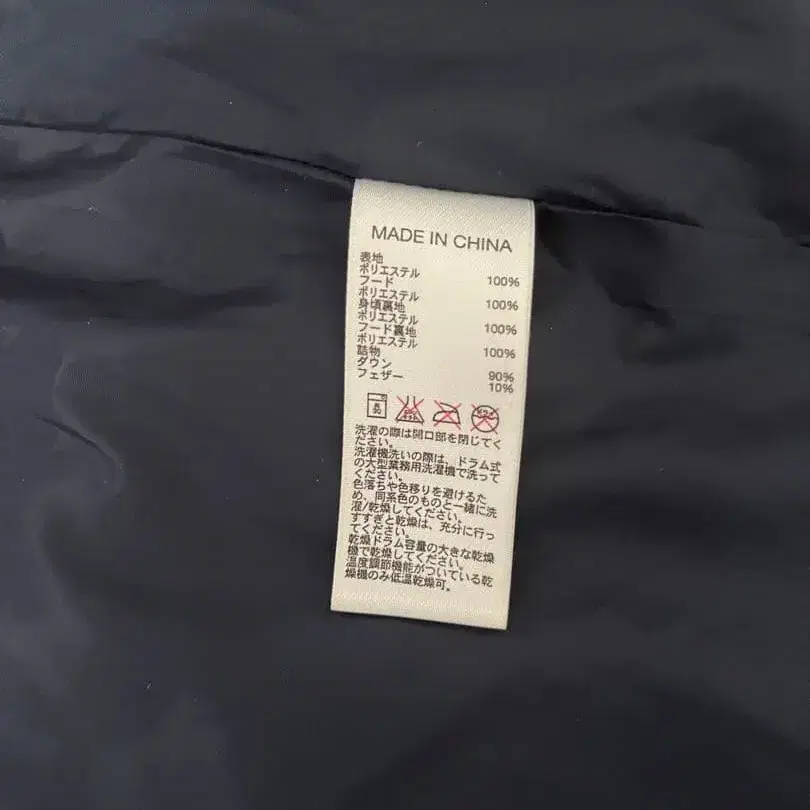 MADE IN CHINA
表地
ポリエステル 100%
フード
ポリエステル 100%
身頃裏地
ポリエステル 100%
フード裏地
ポリエステル 100%
詰物
ダウン 90%
フェザー 10%
洗濯の際は開口部を閉じてく
ださい。
洗濯機洗いの際は、ドラム式
の大型業務用洗濯機で洗って
ください。
色落ちや色移りを避けるた
め、同系色のものと一緒に洗
濯/乾燥してください。
すすぎと乾燥は、充分に行っ
てください。
乾燥ドラム容量の大きな乾燥
機で乾燥してください。
温度調節機能がついている乾
燥機のみ低温乾燥可。